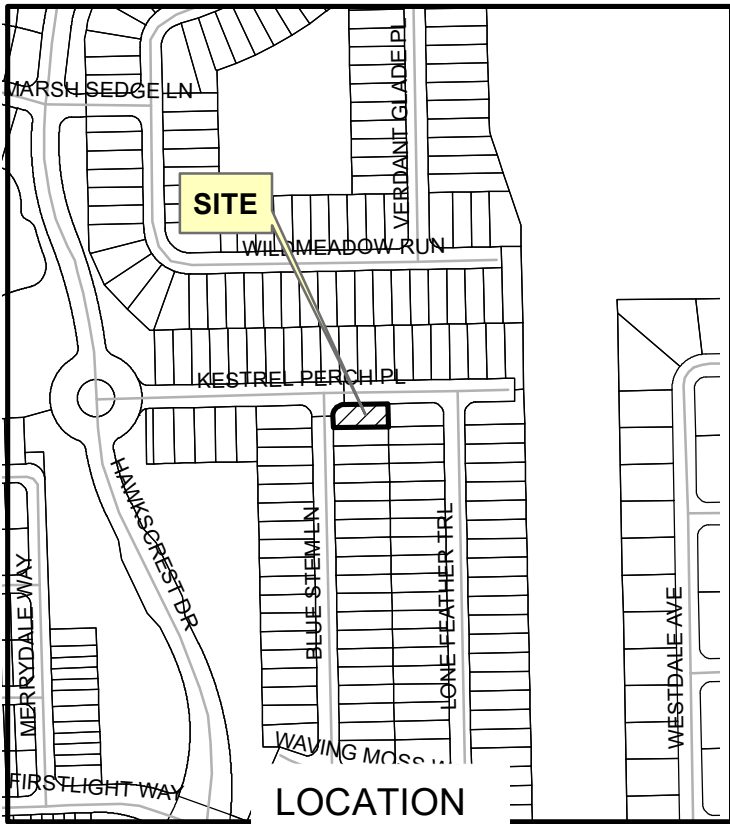 MARSH SEDGE LN
VERDANT GLADE PL
SITE
WILDMEADOW RUN
KESTREL PERCH PL
HAWKSCREST DR
BLUE STEM LN
LONE FEATHER TRL
MERRYDALE WAY
WESTDALE AVE
WAVING MOSS
FIRSTLIGHT WAY
LOCATION